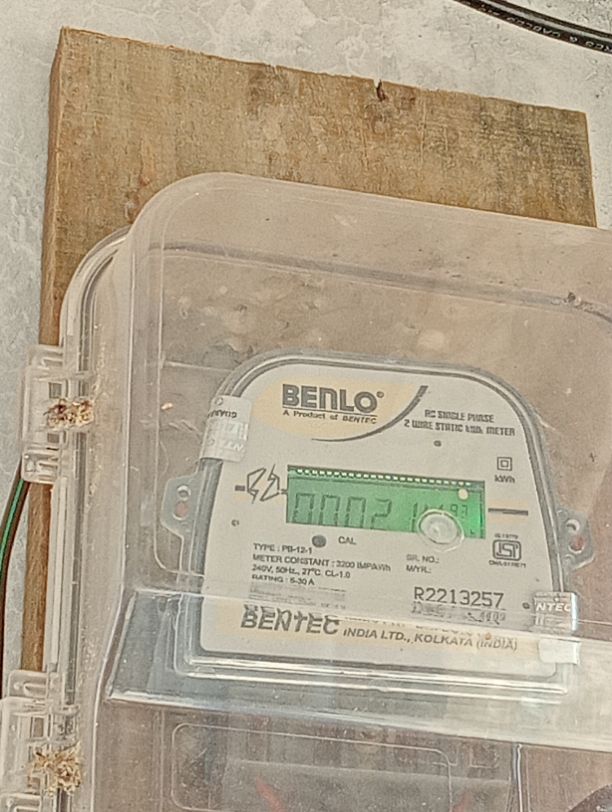 BENLO
A Product of BENTEC
AC SINGLE PHASE
2 WIRE STATIC kWh METER
kWh
CAL
TYPE : PB-12-1
METER CONSTANT : 3200 IMP/kWh
240V, 50Hz., 27°C, CL-1.0
RATING : 5-30 A
SR. NO.:
M/YR.:
R2213257
BENTEC INDIA LTD., KOLKATA (INDIA)
NTEC